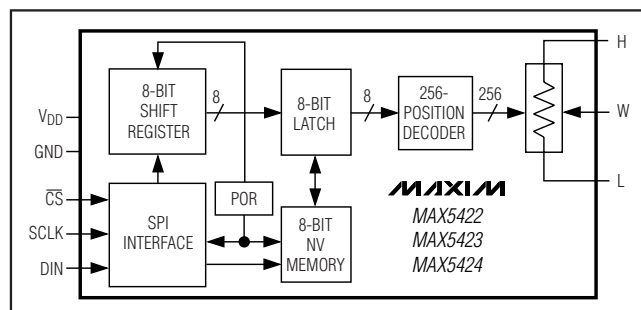 H
8-BIT
SHIFT
REGISTER
8
8-BIT
LATCH
8
256-
POSITION
DECODER
256
W
L
VDD
GND
CS
SCLK
DIN
SPI
INTERFACE
POR
8-BIT
NV
MEMORY
MAXIM
MAX5422
MAX5423
MAX5424